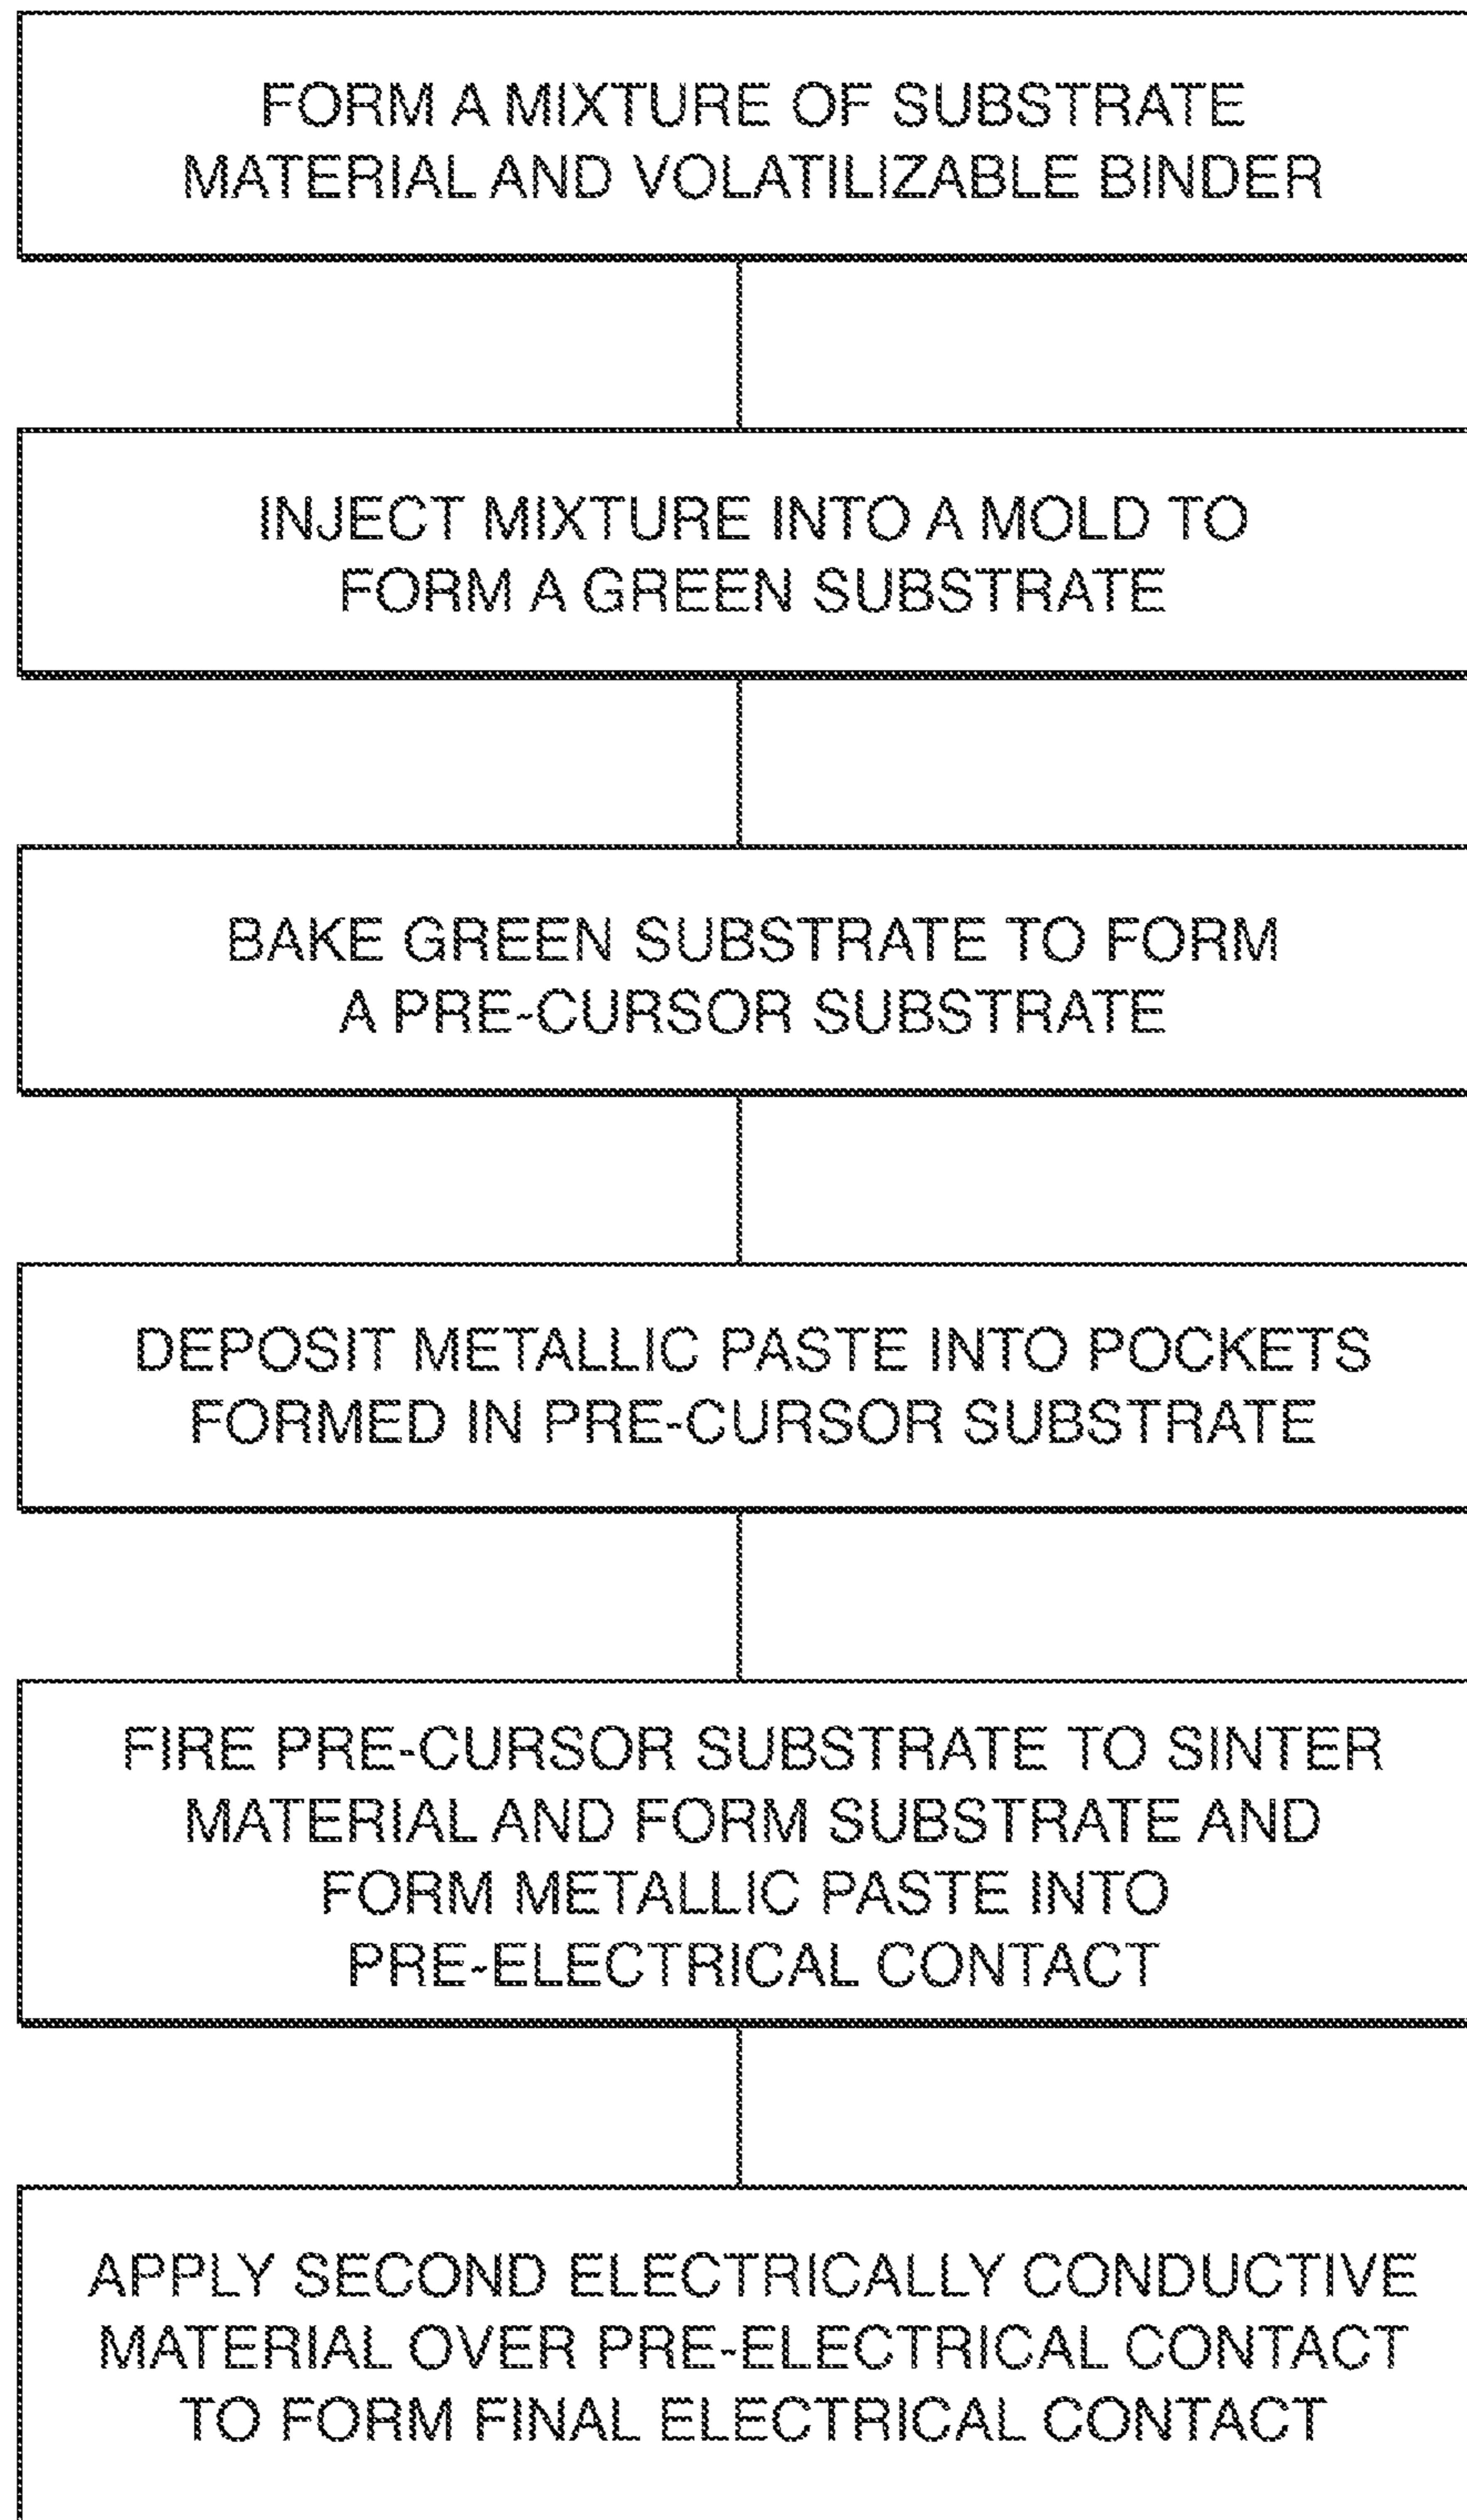 FORM A MIXTURE OF SUBSTRATE
MATERIAL AND VOLATILIZABLE BINDER
INJECT MIXTURE INTO A MOLD TO
FORM A GREEN SUBSTRATE
BAKE GREEN SUBSTRATE TO FORM
A PRE-CURSOR SUBSTRATE
DEPOSIT METALLIC PASTE INTO POCKETS
FORMED IN PRE-CURSOR SUBSTRATE
FIRE PRE-CURSOR SUBSTRATE TO SINTER
MATERIAL AND FORM SUBSTRATE AND
FORM METALLIC PASTE INTO
PRE-ELECTRICAL CONTACT
APPLY SECOND ELECTRICALLY CONDUCTIVE
MATERIAL OVER PRE-ELECTRICAL CONTACT
TO FORM FINAL ELECTRICAL CONTACT